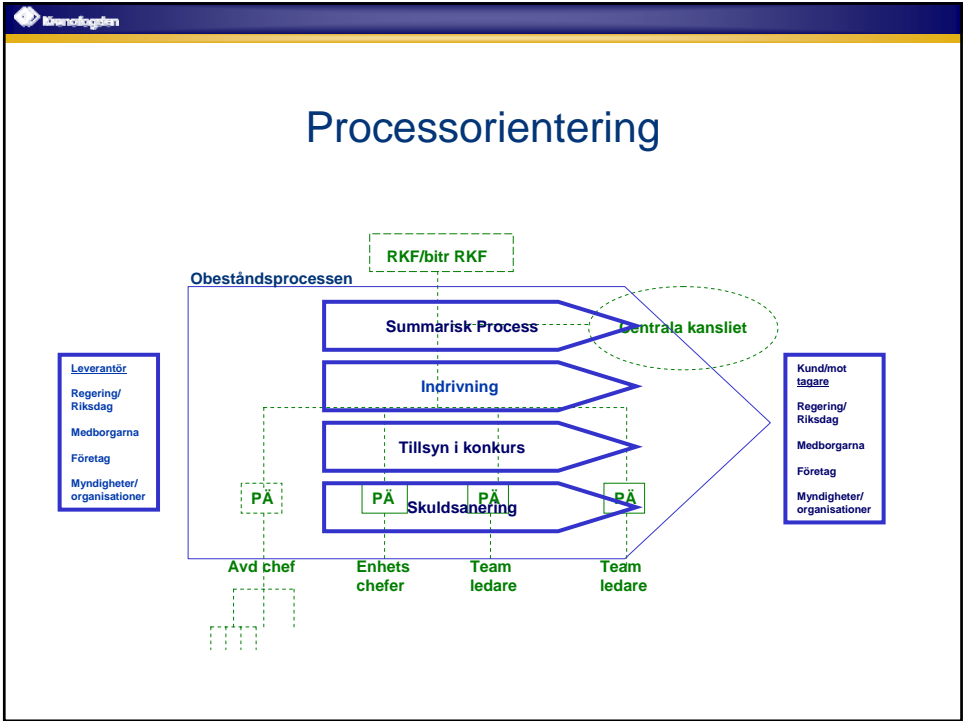 Kronofogden
Processorientering
RKF/bitr RKF
Obeståndsprocessen
Summarisk Process
Centrala kansliet
Indrivning
Tillsyn i konkurs
Skuldsanering
Leverantör
Regering/
Riksdag
Medborgarna
Företag
Myndigheter/
organisationer
Kund/mot
tagare
Regering/
Riksdag
Medborgarna
Företag
Myndigheter/
organisationer
PÄ
PÄ
PÄ
PÄ
Avd chef
Enhets
chefer
Team
ledare
Team
ledare